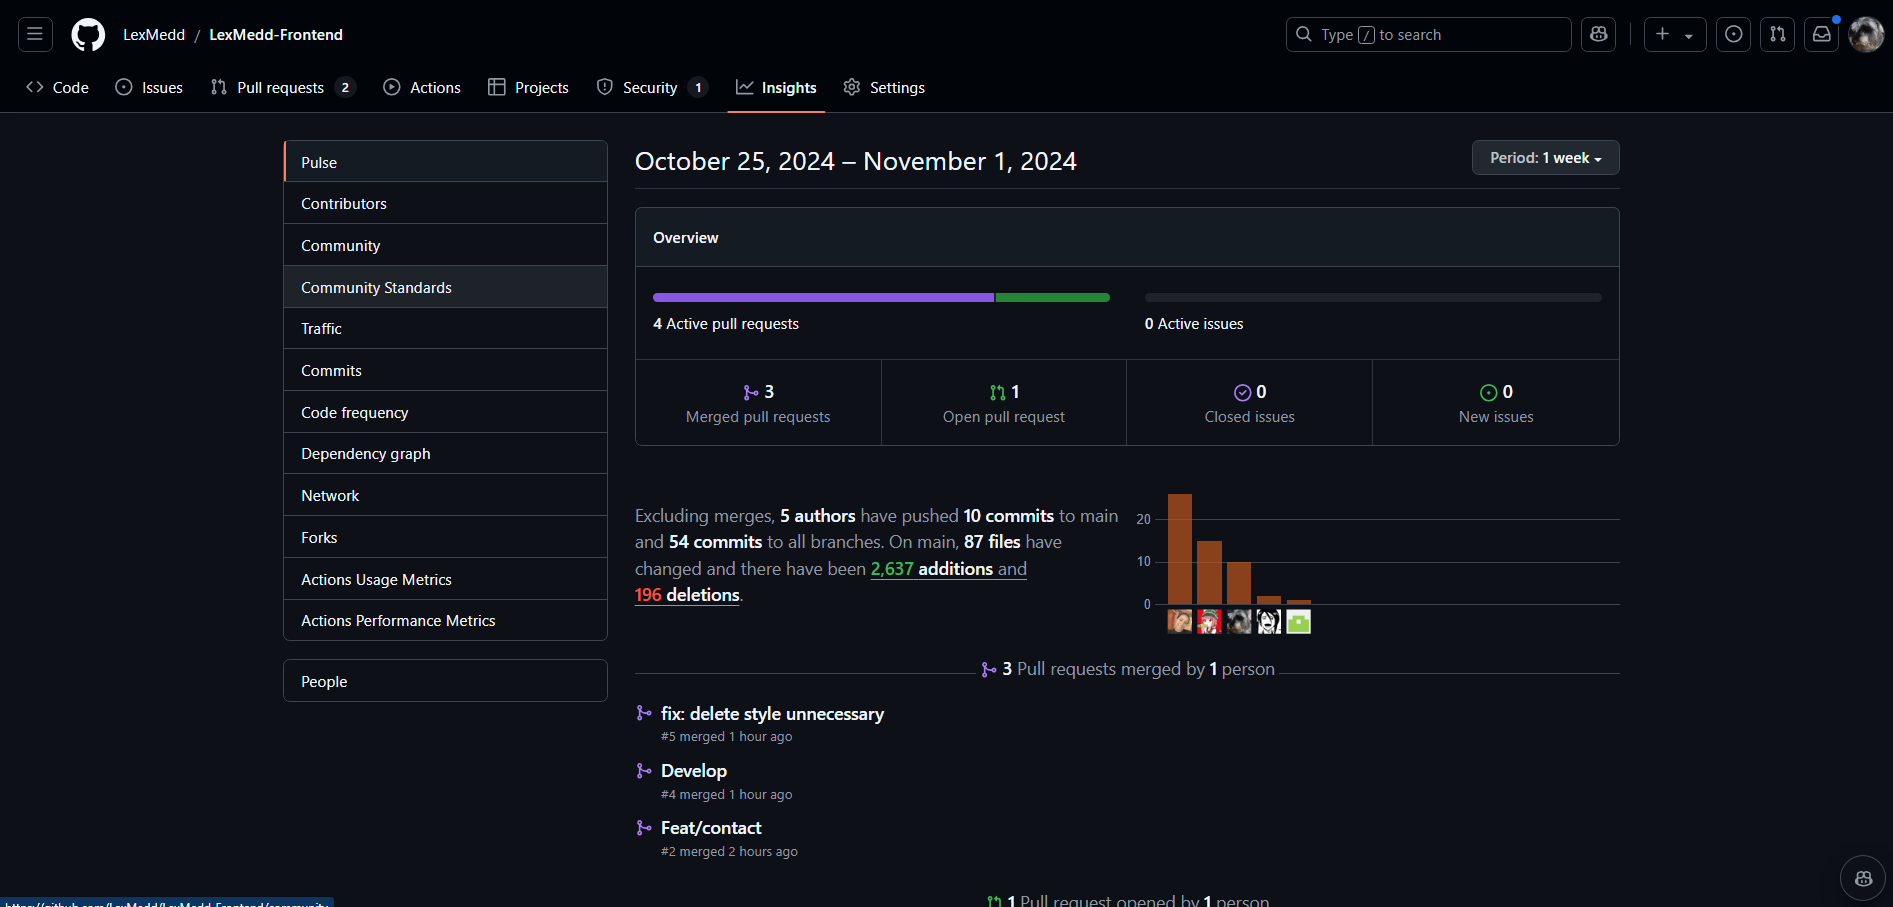 LexMedd / LexMedd-Frontend
Type / to search
Code
Issues
Pull requests 2
Actions
Projects
Security 1
Insights
Settings
Pulse
Contributors
Community
Community Standards
Traffic
Commits
Code frequency
Dependency graph
Network
Forks
Actions Usage Metrics
Actions Performance Metrics
People
October 25, 2024 – November 1, 2024
Period: 1 week
Overview
4 Active pull requests
0 Active issues
3
Merged pull requests
1
Open pull request
0
Closed issues
0
New issues
Excluding merges, 5 authors have pushed 10 commits to main
and 54 commits to all branches. On main, 87 files have
changed and there have been 2,637 additions and
196 deletions.
20
10
0
3 Pull requests merged by 1 person
fix: delete style unnecessary
#5 merged 1 hour ago
Develop
#4 merged 1 hour ago
Feat/contact
#2 merged 2 hours ago
1 Pull request opened by 1 person
https://github.com/LexMedd/LexMedd-Frontend/community